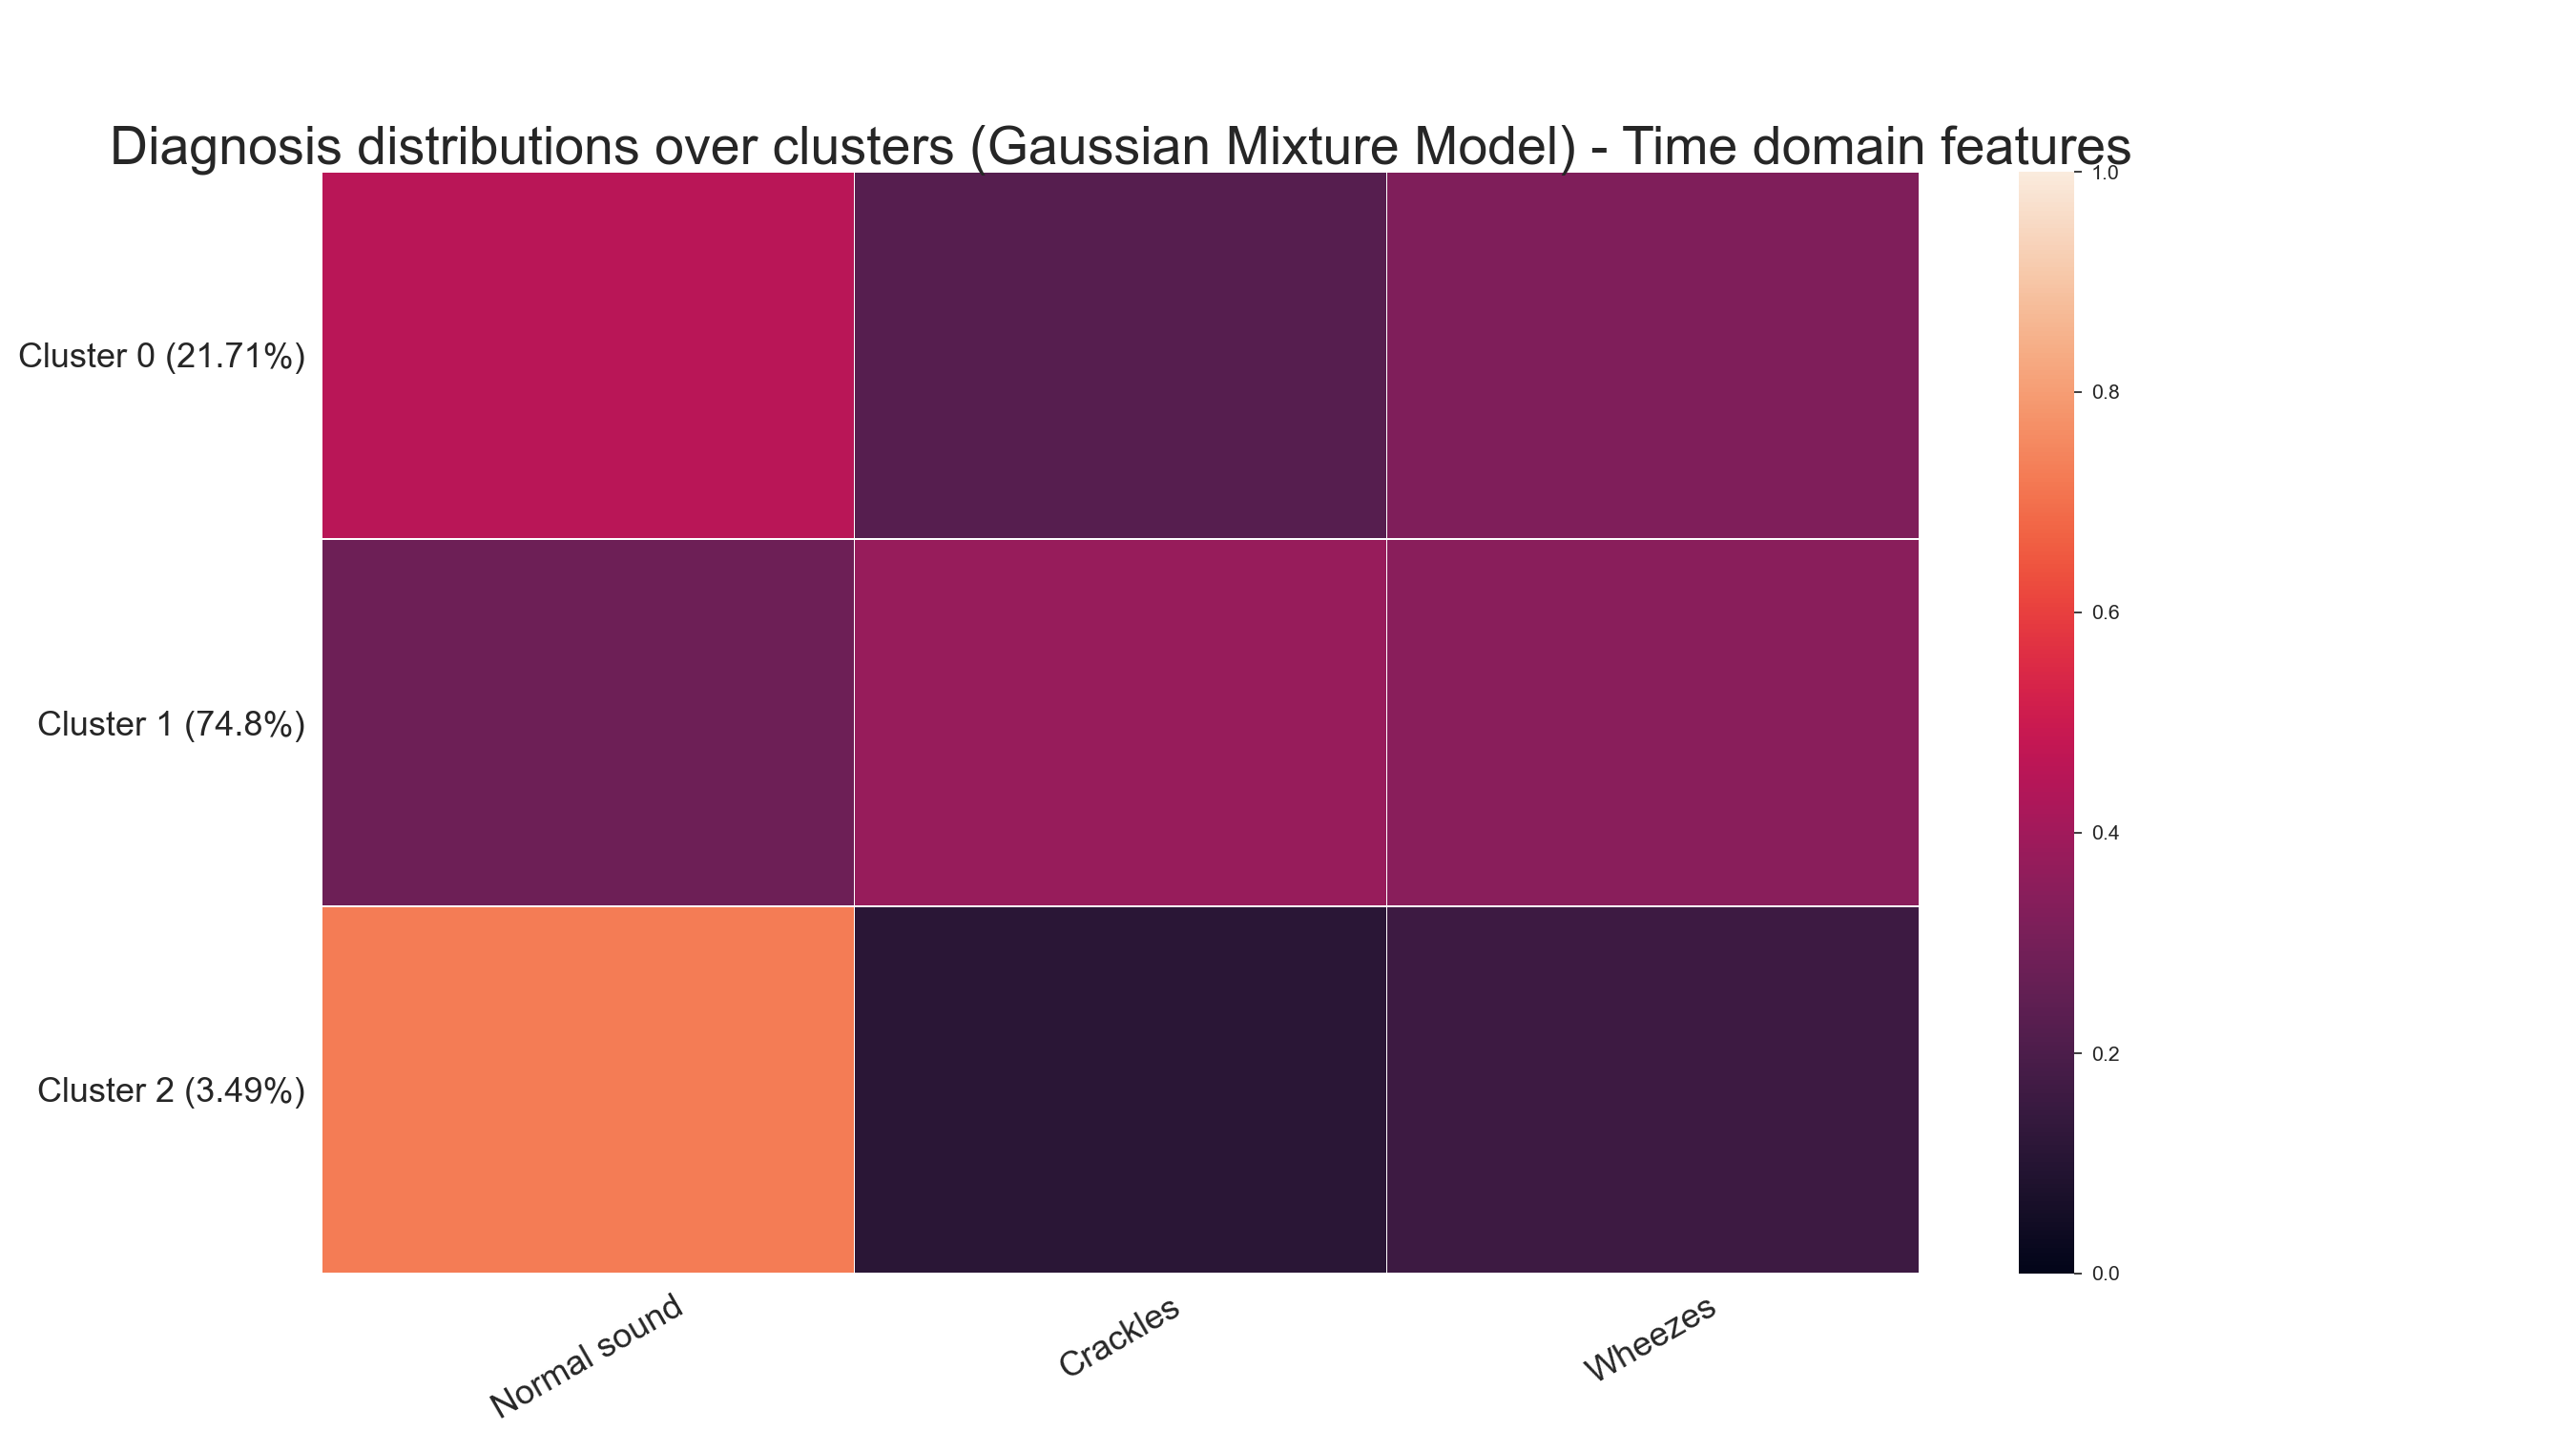 Diagnosis distributions over clusters (Gaussian Mixture Model) - Time domain features
Cluster 0 (21.71%)
Cluster 1 (74.8%)
Cluster 2 (3.49%)
Normal sound
Crackles
Wheezes
1.0
0.8
0.6
0.4
0.2
0.0